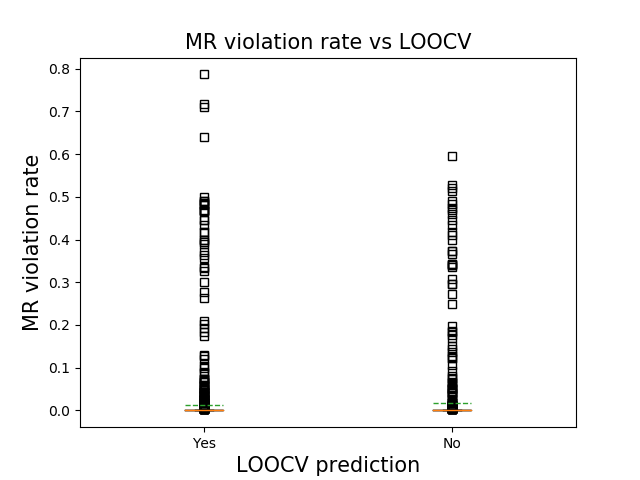 MR violation rate vs LOOCV
MR violation rate
0.8
0.7
0.6
0.5
0.4
0.3
0.2
0.1
0.0
Yes
No
LOOCV prediction